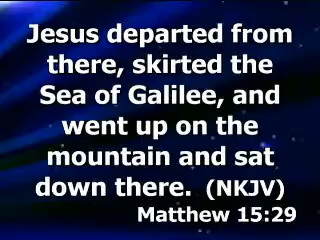 Jesus departed from
there, skirted the
Sea of Galilee, and
went up on the
mountain and sat
down there. (NKJV)
Matthew 15:29